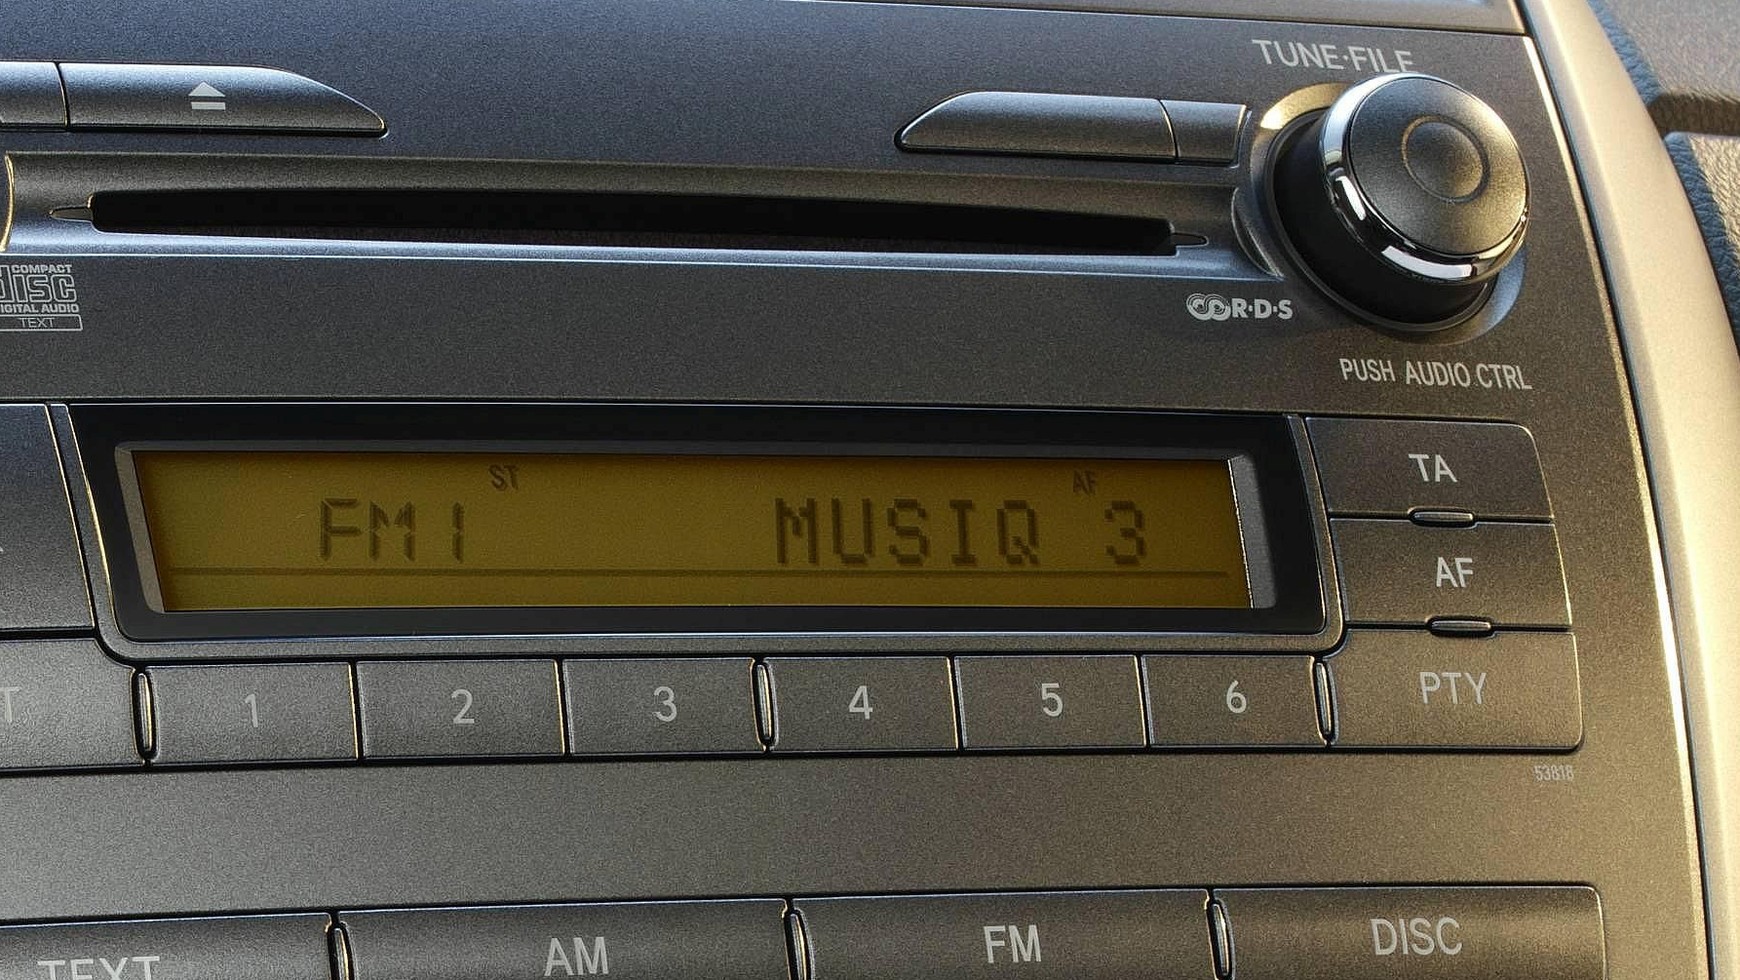 TUNE·FILE
COMPACT
disc
DIGITAL AUDIO
TEXT
R·D·S
PUSH AUDIO CTRL
ST
AF
FM1 MUSIQ 3
TA
AF
PTY
1 2 3 4 5 6
53818
TEXT AM FM DISC